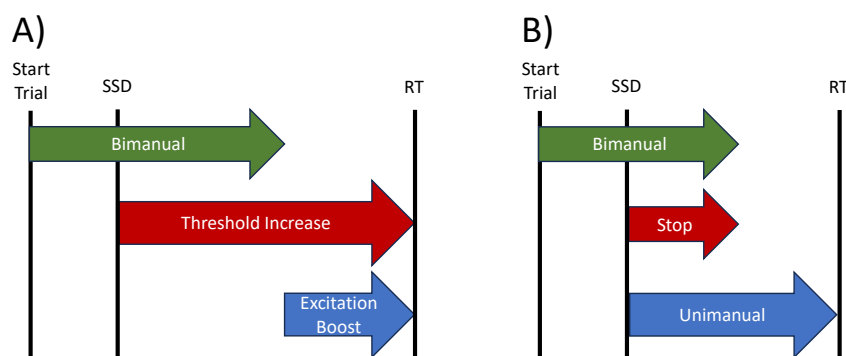 A)
Start
Trial
SSD
RT
Bimanual
Threshold Increase
Excitation
Boost
B)
Start
Trial
SSD
RT
Bimanual
Stop
Unimanual